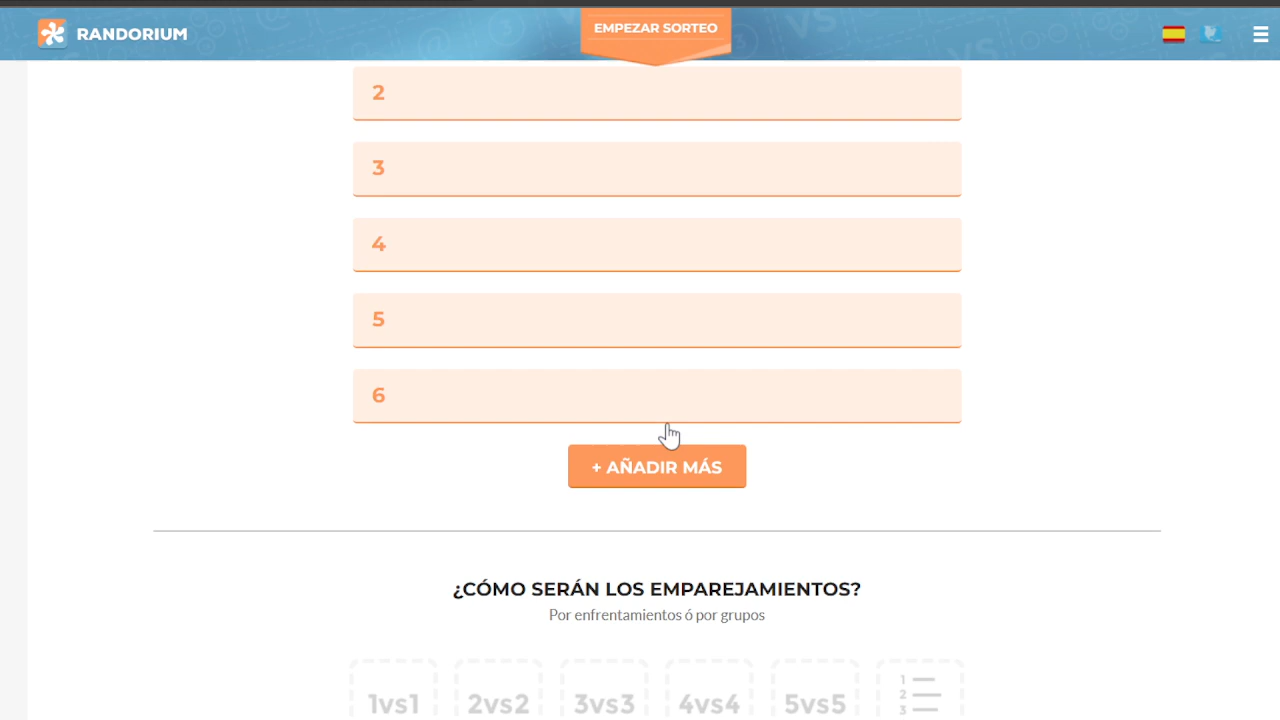 RANDORIUM
EMPEZAR SORTEO
2
3
4
5
6
+ AÑADIR MÁS
¿CÓMO SERÁN LOS EMPAREJAMIENTOS?
Por enfrentamientos ó por grupos
1vs1 2vs2 3vs3 4vs4 5vs5 1
2
3